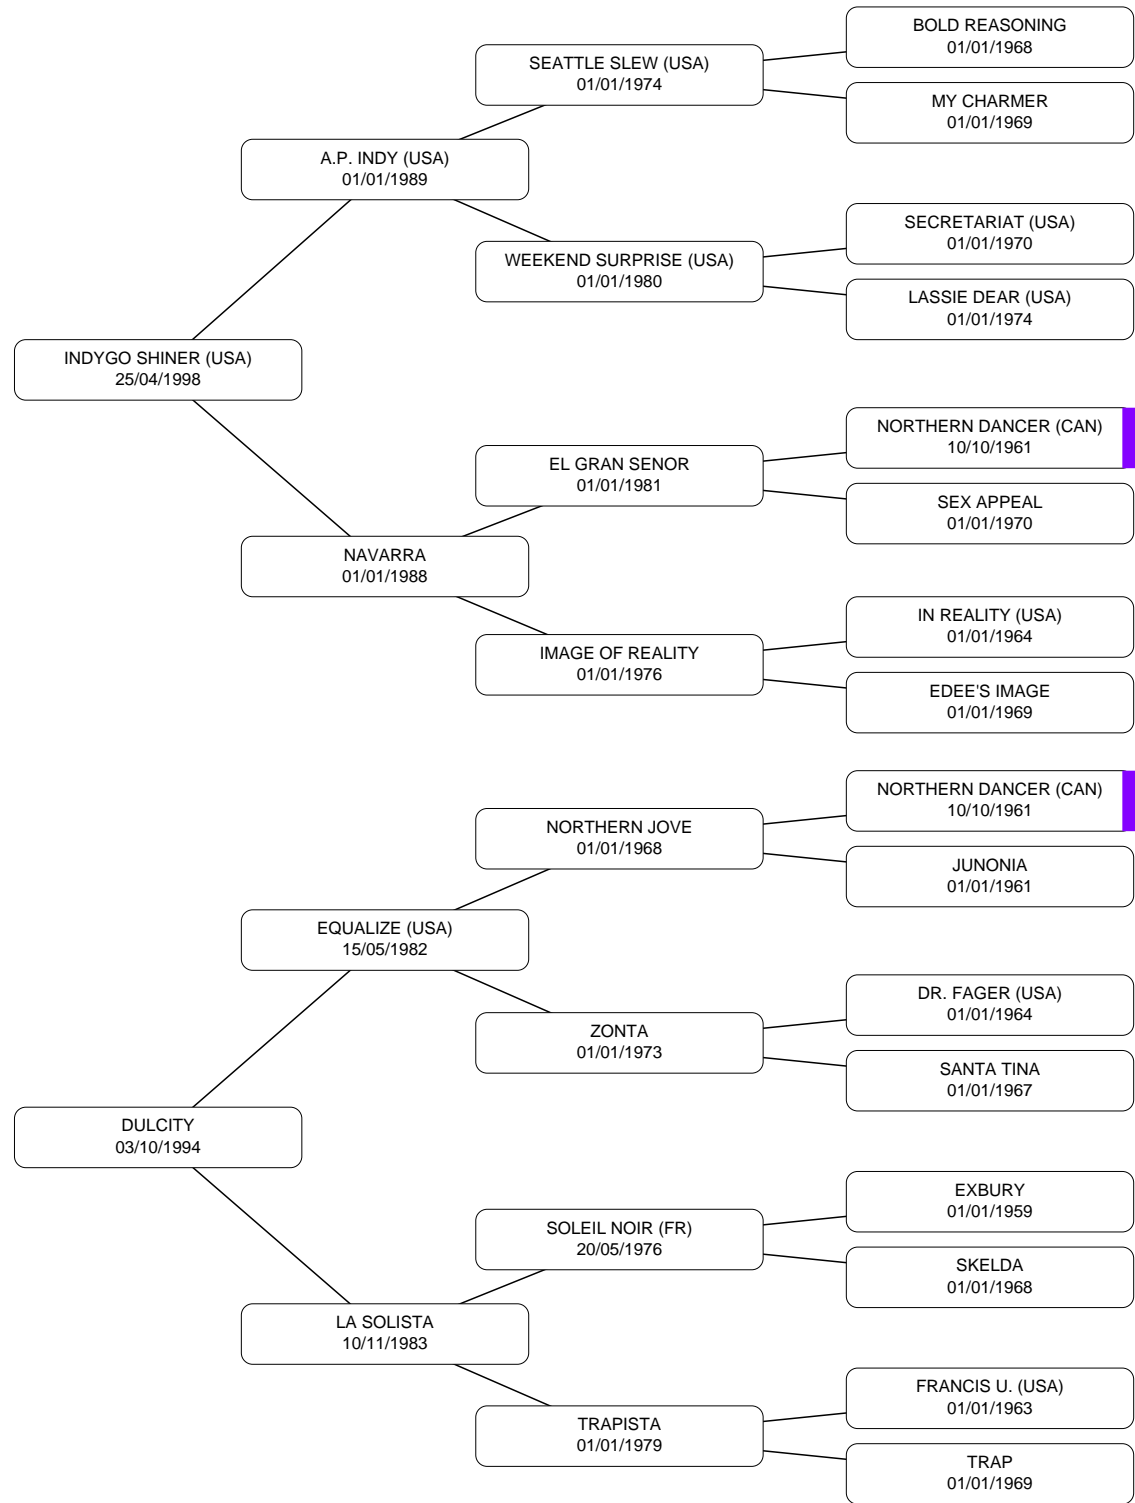 BOLD REASONING
01/01/1968
SEATTLE SLEW (USA)
01/01/1974
MY CHARMER
01/01/1969
A.P. INDY (USA)
01/01/1989
SECRETARIAT (USA)
01/01/1970
WEEKEND SURPRISE (USA)
01/01/1980
LASSIE DEAR (USA)
01/01/1974
INDYGO SHINER (USA)
25/04/1998
NORTHERN DANCER (CAN)
10/10/1961
EL GRAN SENOR
01/01/1981
SEX APPEAL
01/01/1970
NAVARRA
01/01/1988
IN REALITY (USA)
01/01/1964
IMAGE OF REALITY
01/01/1976
EDEE'S IMAGE
01/01/1969
NORTHERN DANCER (CAN)
10/10/1961
NORTHERN JOVE
01/01/1968
JUNONIA
01/01/1961
EQUALIZE (USA)
15/05/1982
DR. FAGER (USA)
01/01/1964
ZONTA
01/01/1973
SANTA TINA
01/01/1967
DULCITY
03/10/1994
EXBURY
01/01/1959
SOLEIL NOIR (FR)
20/05/1976
SKELDA
01/01/1968
LA SOLISTA
10/11/1983
FRANCIS U. (USA)
01/01/1963
TRAPISTA
01/01/1979
TRAP
01/01/1969